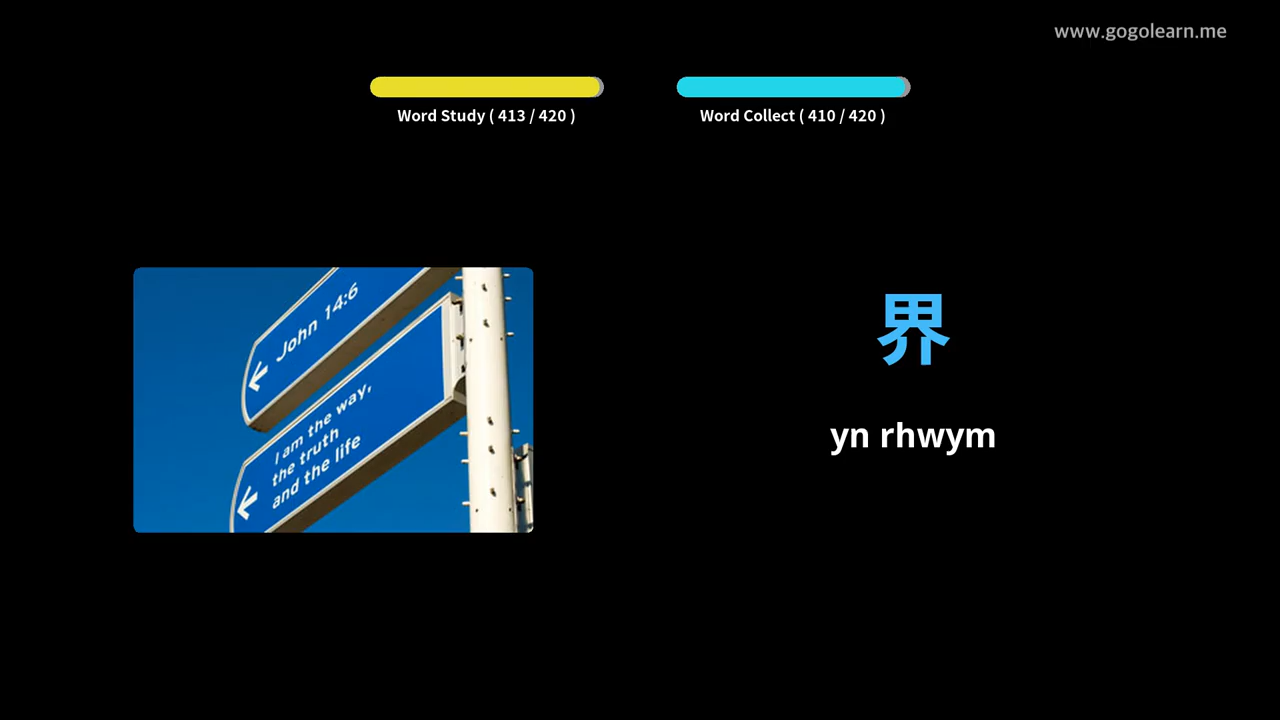 www.gogolearn.me
Word Study ( 413 / 420 )
Word Collect ( 410 / 420 )
John 14:6
I am the way,
the truth
and the life
界
yn rhwym